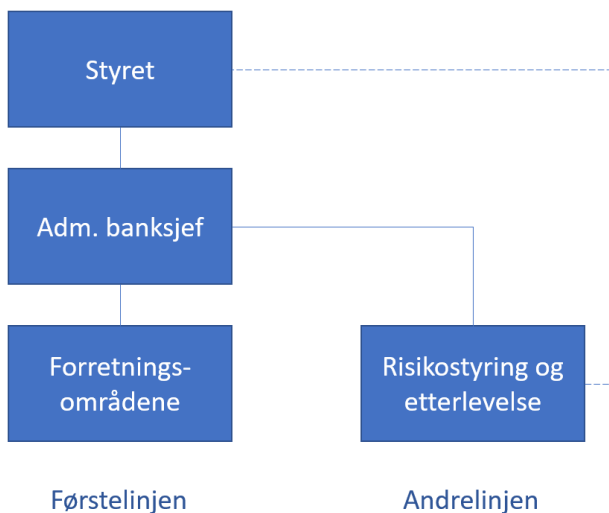 Styret
Adm. banksjef
Forretnings-
områdene
Risikostyring og
etterlevelse
Førstelinjen
Andrelinjen